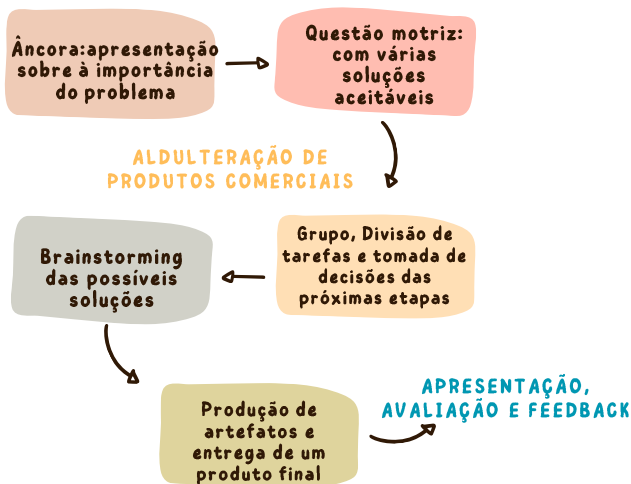 Âncora:apresentação
sobre à importância
do problema
Questão motriz:
com várias
soluções
aceitáveis
ALDULTERAÇÃO DE
PRODUTOS COMERCIAIS
Grupo, Divisão de
tarefas e tomada de
decisões das
próximas etapas
Brainstorming
das possíveis
soluções
Produção de
artefatos e
entrega de um
produto final
APRESENTAÇÃO,
AVALIAÇÃO E FEEDBACK